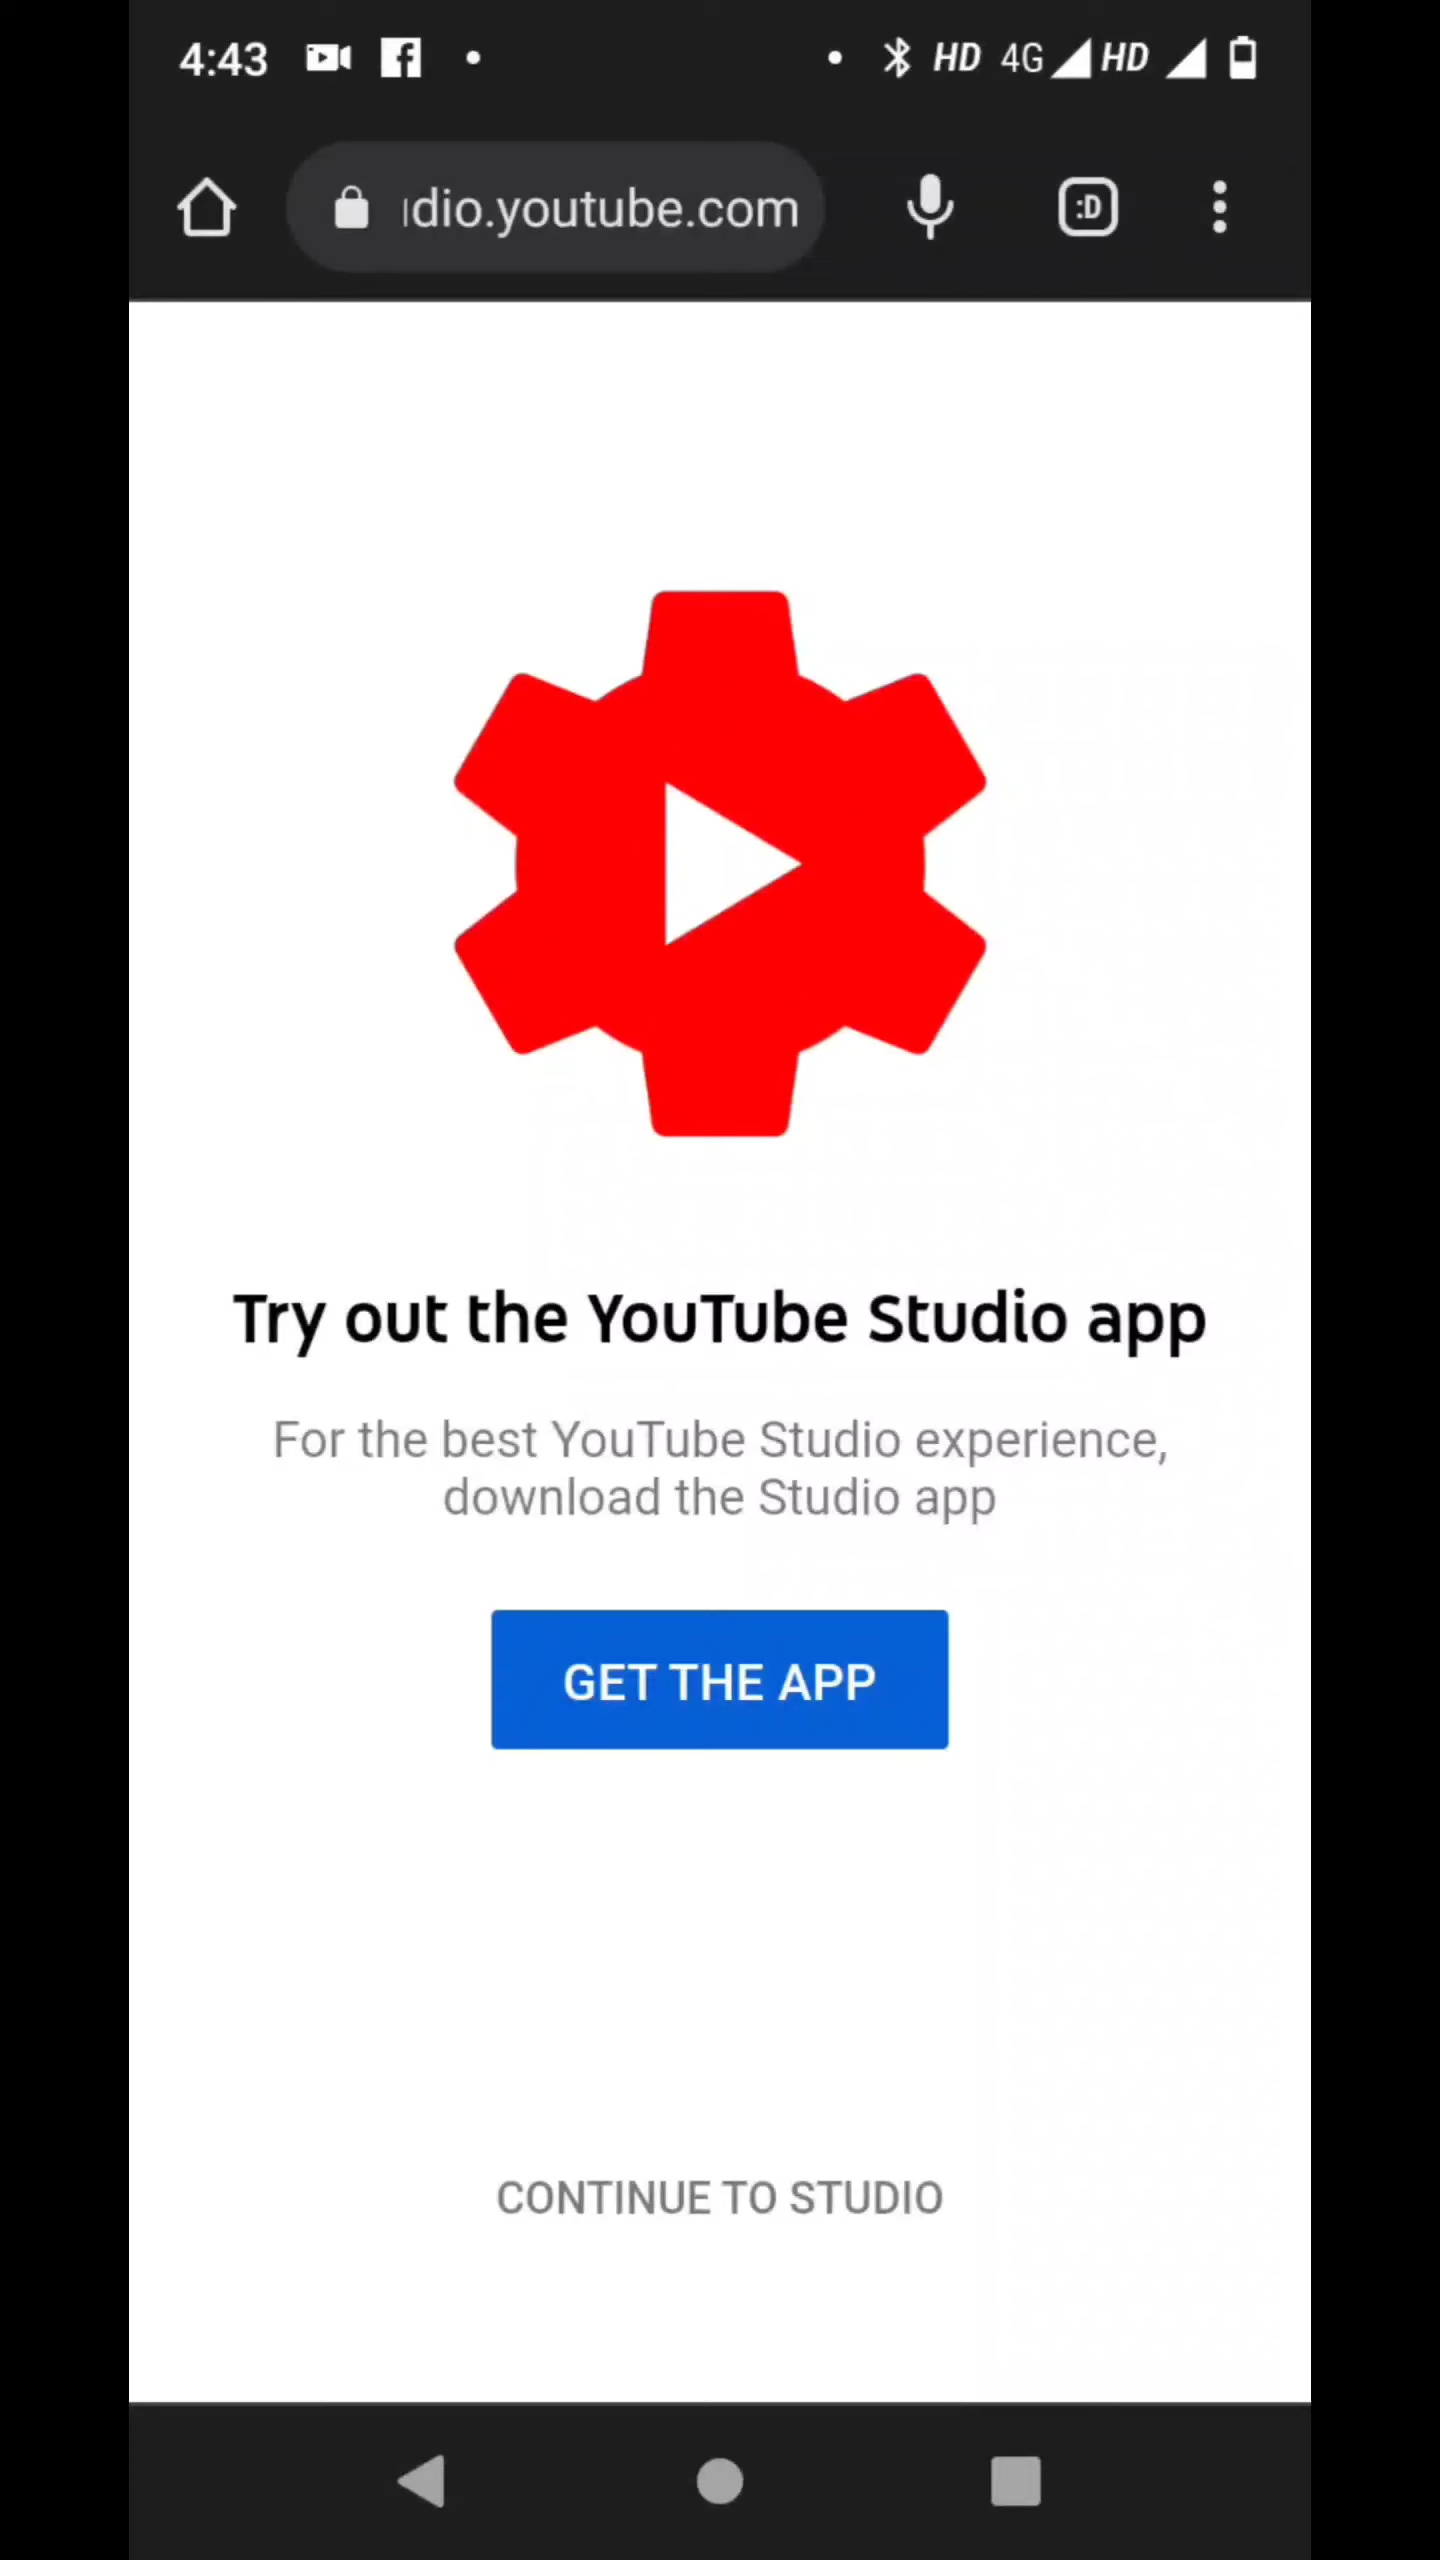 4:43 HD 4G HD
dio.youtube.com
:D
Try out the YouTube Studio app
For the best YouTube Studio experience,
download the Studio app
GET THE APP
CONTINUE TO STUDIO